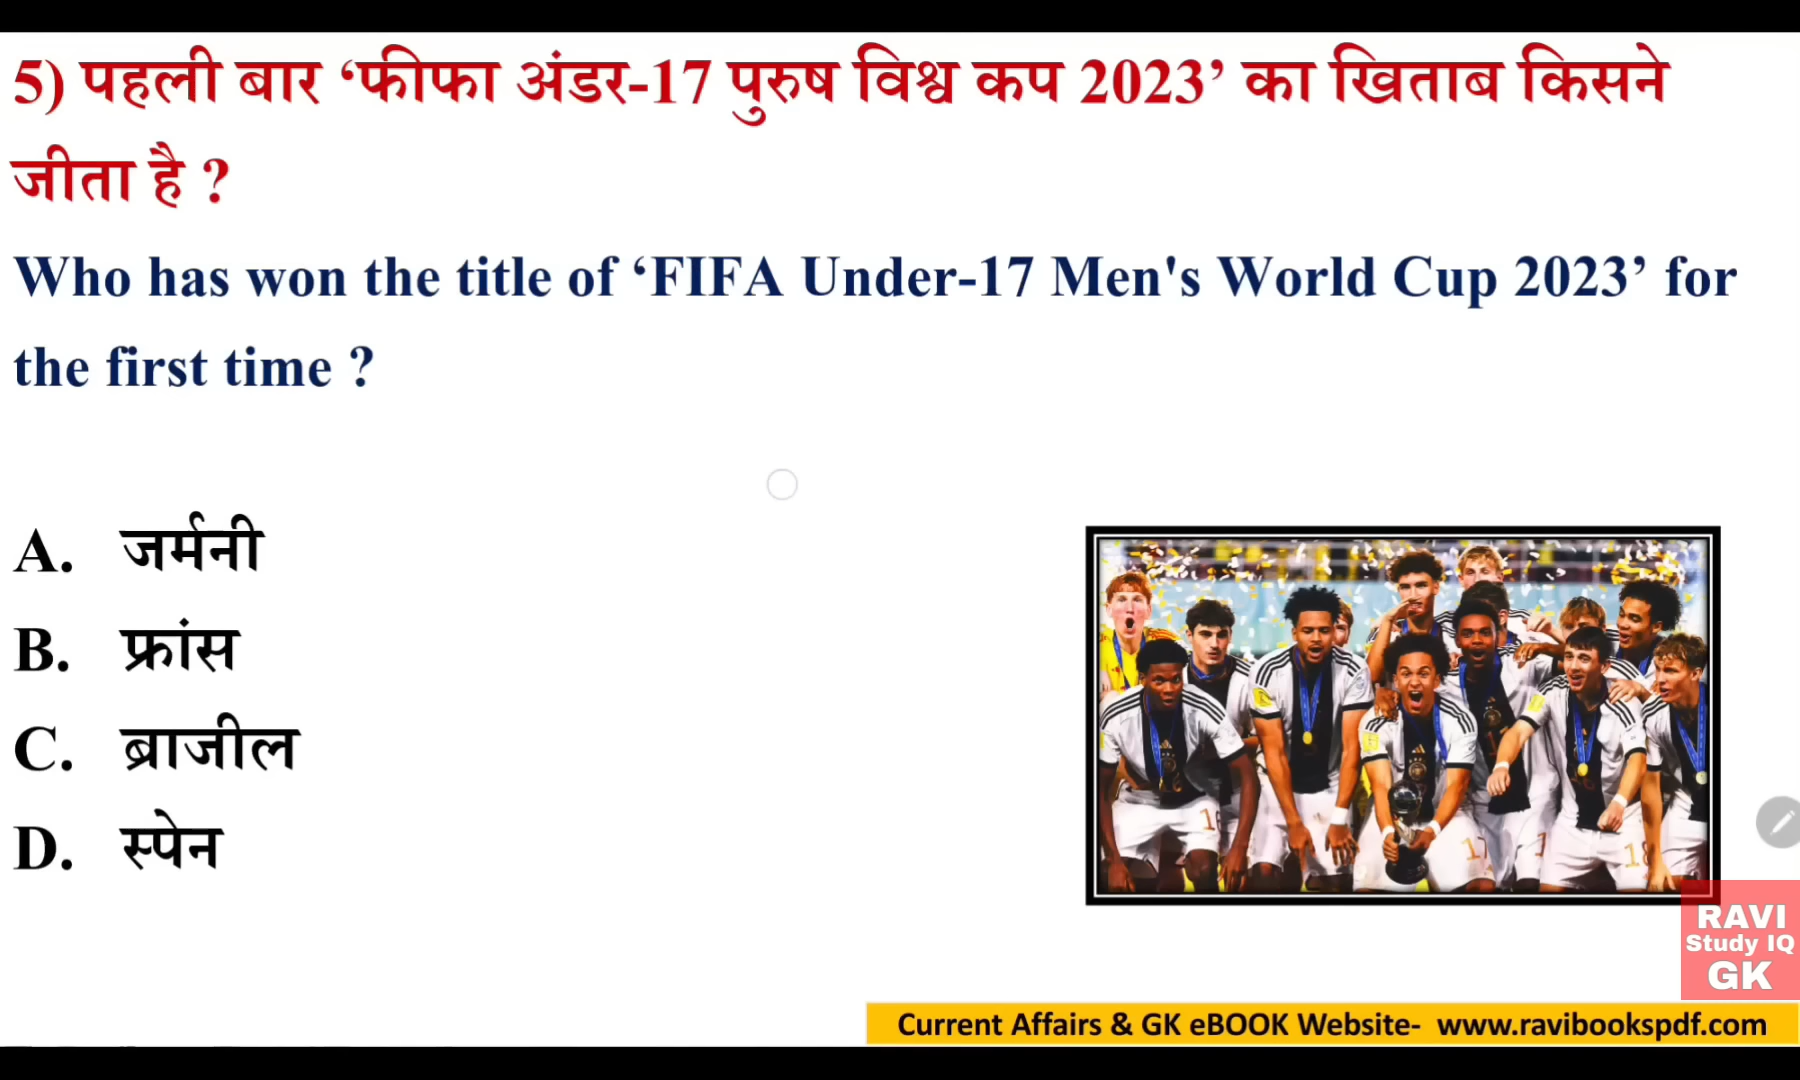 5) पहली बार ‘फीफा अंडर-17 पुरुष विश्व कप 2023’ का खिताब किसने
जीता है ?
Who has won the title of ‘FIFA Under-17 Men's World Cup 2023’ for
the first time ?
A. जर्मनी
B. फ्रांस
C. ब्राजील
D. स्पेन
RAVI
Study IQ
GK
Current Affairs & GK eBOOK Website- www.ravibookspdf.com